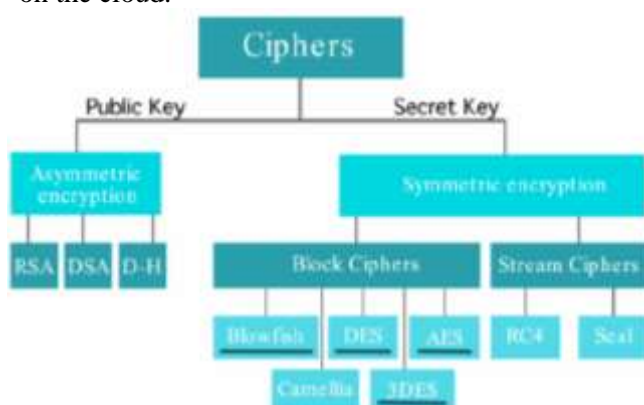 on the cloud.
Ciphers
Public Key
Secret Key
Asymmetric
encryption
Symmetric encryption
RSA
DSA
D-H
Block Ciphers
Stream Ciphers
Blowfish
DES
AES
RC4
Seal
Camellia
3DES